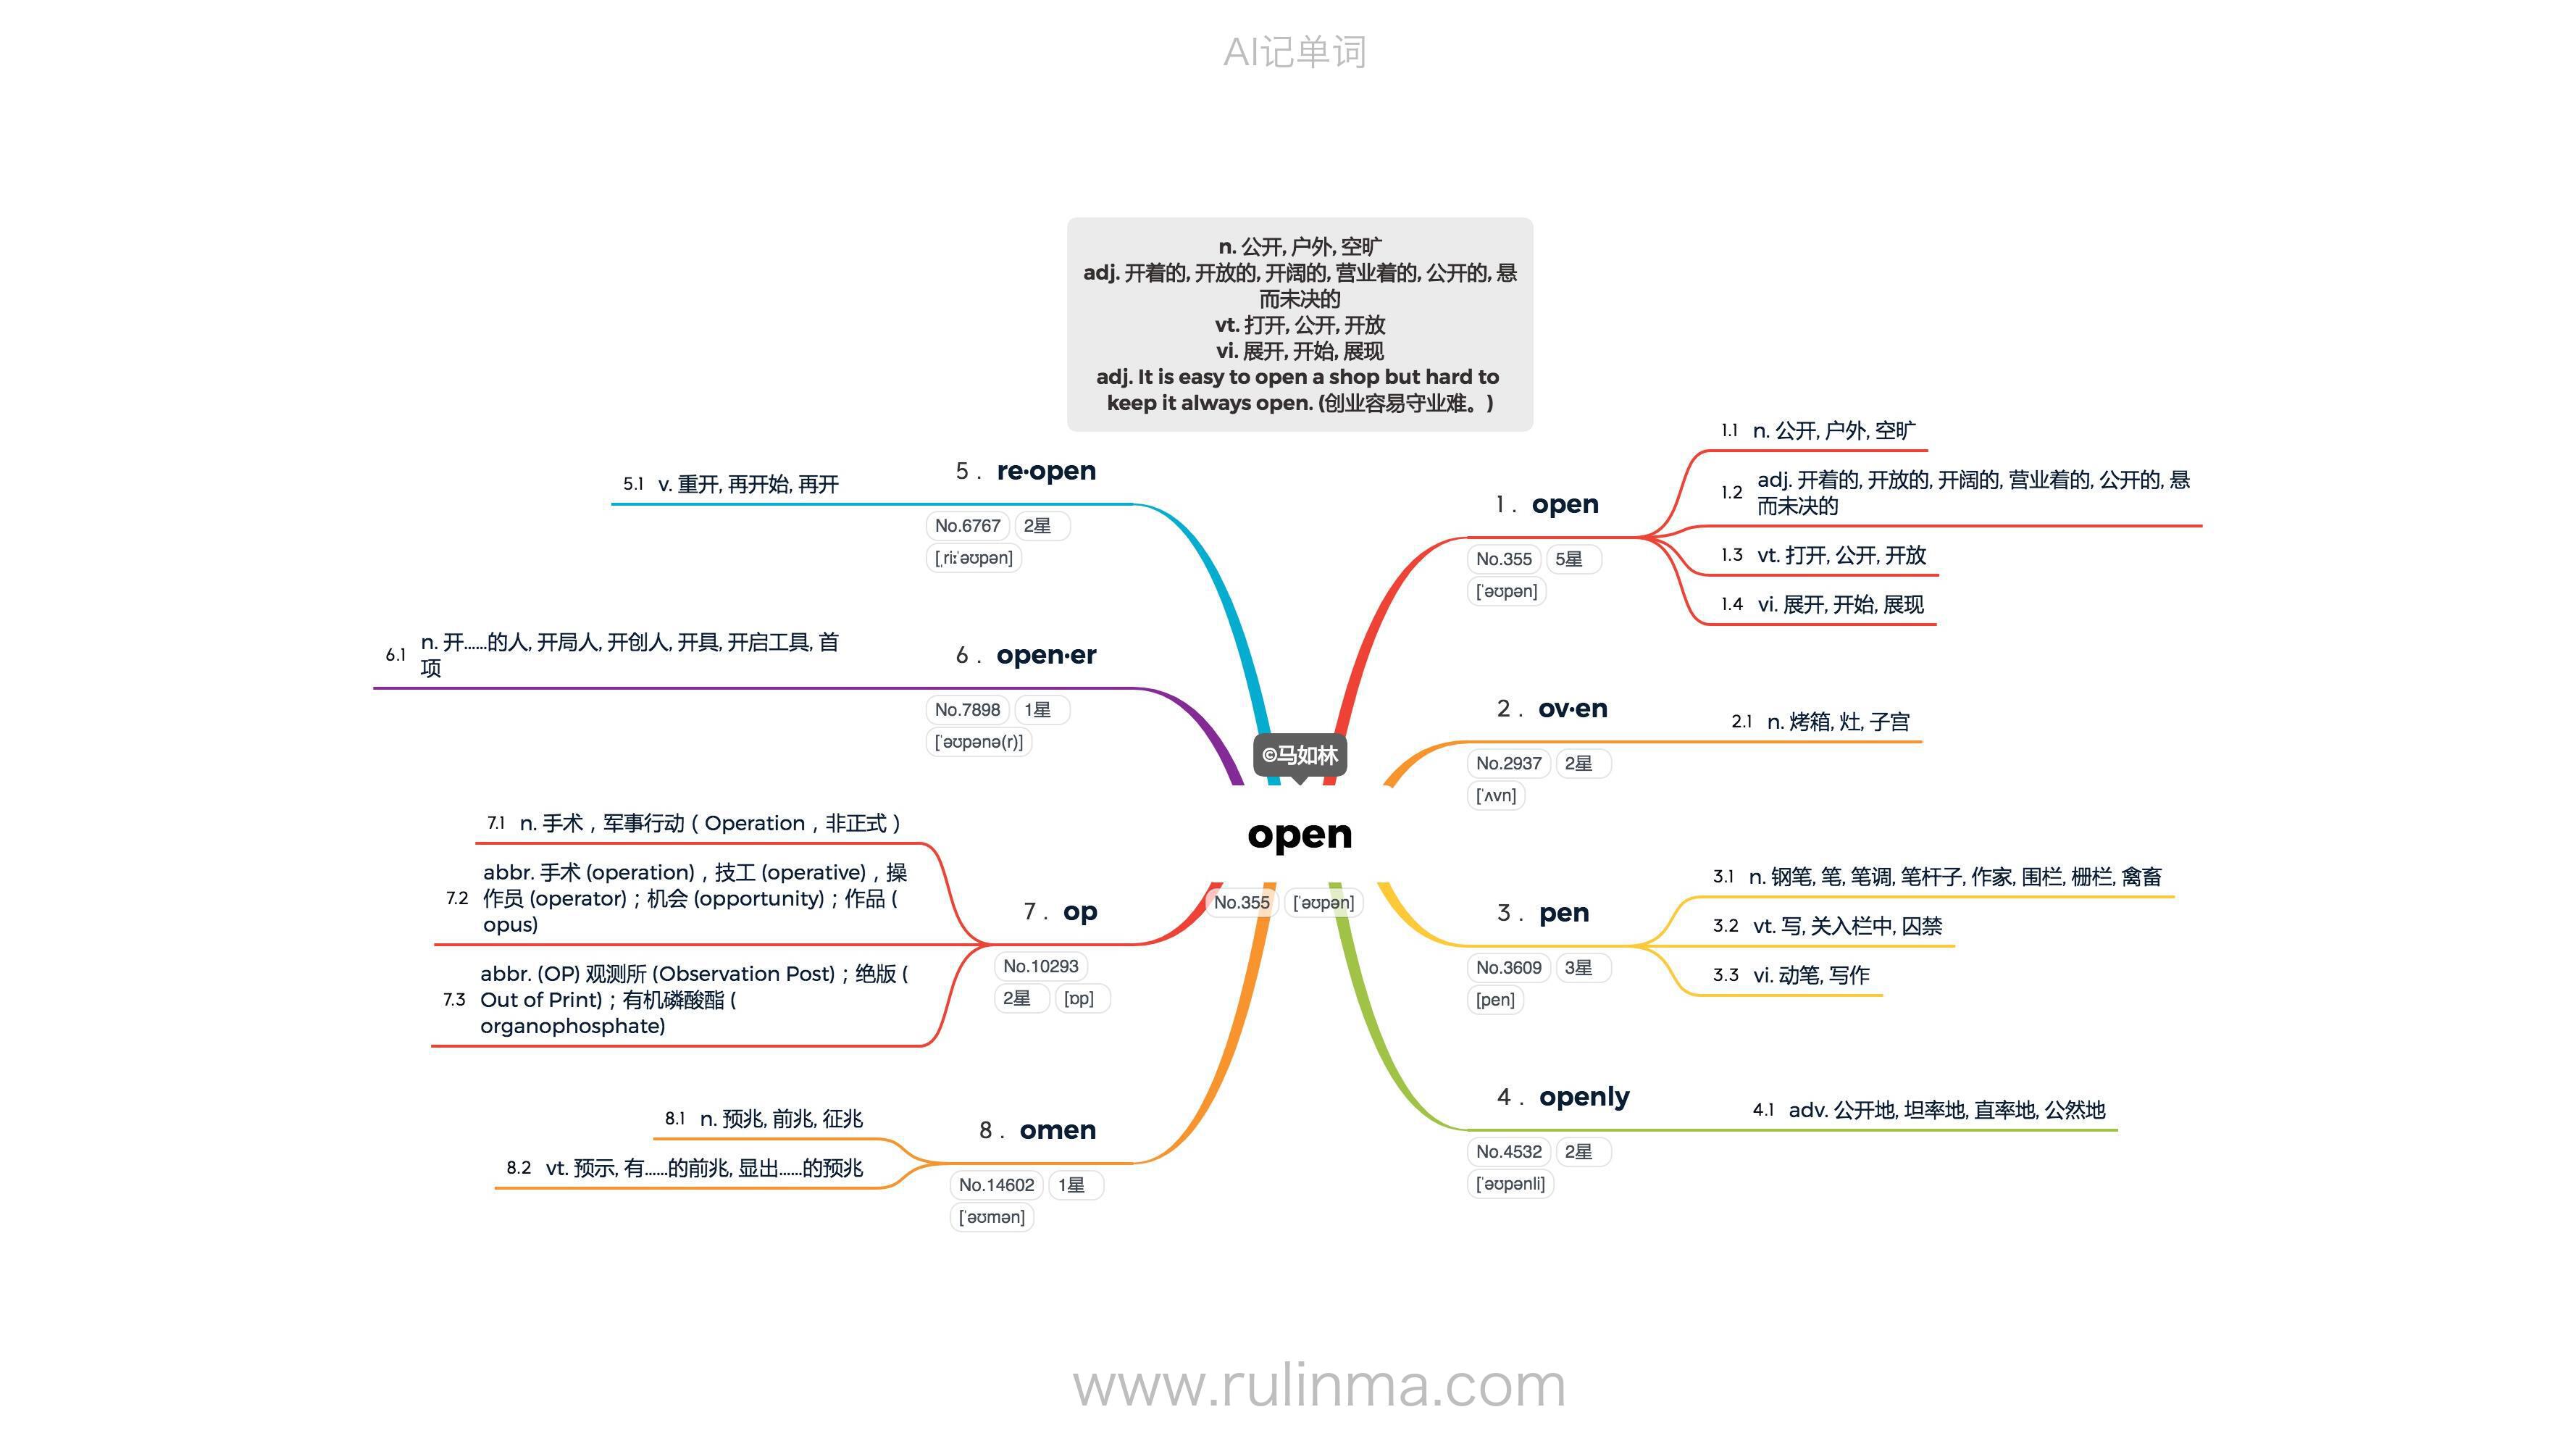 AI记单词
n. 公开, 户外, 空旷
adj. 开着的, 开放的, 开阔的, 营业着的, 公开的, 悬
而未决的
vt. 打开, 公开, 开放
vi. 展开, 开始, 展现
adj. It is easy to open a shop but hard to
keep it always open. (创业容易守业难。)
©马如林
open
No.355 [ˈəʊpən]
1 . open
No.355 5星
[ˈəʊpən]
1.1 n. 公开, 户外, 空旷
1.2 adj. 开着的, 开放的, 开阔的, 营业着的, 公开的, 悬
而未决的
1.3 vt. 打开, 公开, 开放
1.4 vi. 展开, 开始, 展现
2 . ov·en
No.2937 2星
[ˈʌvn]
2.1 n. 烤箱, 灶, 子宫
3 . pen
No.3609 3星
[pen]
3.1 n. 钢笔, 笔, 笔调, 笔杆子, 作家, 围栏, 栅栏, 禽畜
3.2 vt. 写, 关入栏中, 囚禁
3.3 vi. 动笔, 写作
4 . openly
No.4532 2星
[ˈəʊpənli]
4.1 adv. 公开地, 坦率地, 直率地, 公然地
5 . re·open
No.6767 2星
[ˌriːˈəʊpən]
5.1 v. 重开, 再开始, 再开
6 . open·er
No.7898 1星
[ˈəʊpənə(r)]
6.1 n. 开……的人, 开局人, 开创人, 开具, 开启工具, 首
项
7 . op
No.10293
2星 [ɒp]
7.1 n. 手术，军事行动（Operation，非正式）
7.2 abbr. 手术 (operation)，技工 (operative)，操
作员 (operator)；机会 (opportunity)；作品 (
opus)
7.3 abbr. (OP) 观测所 (Observation Post)；绝版 (
Out of Print)；有机磷酸酯 (
organophosphate)
8 . omen
No.14602 1星
[ˈəʊmən]
8.1 n. 预兆, 前兆, 征兆
8.2 vt. 预示, 有……的前兆, 显出……的预兆
www.rulinma.com